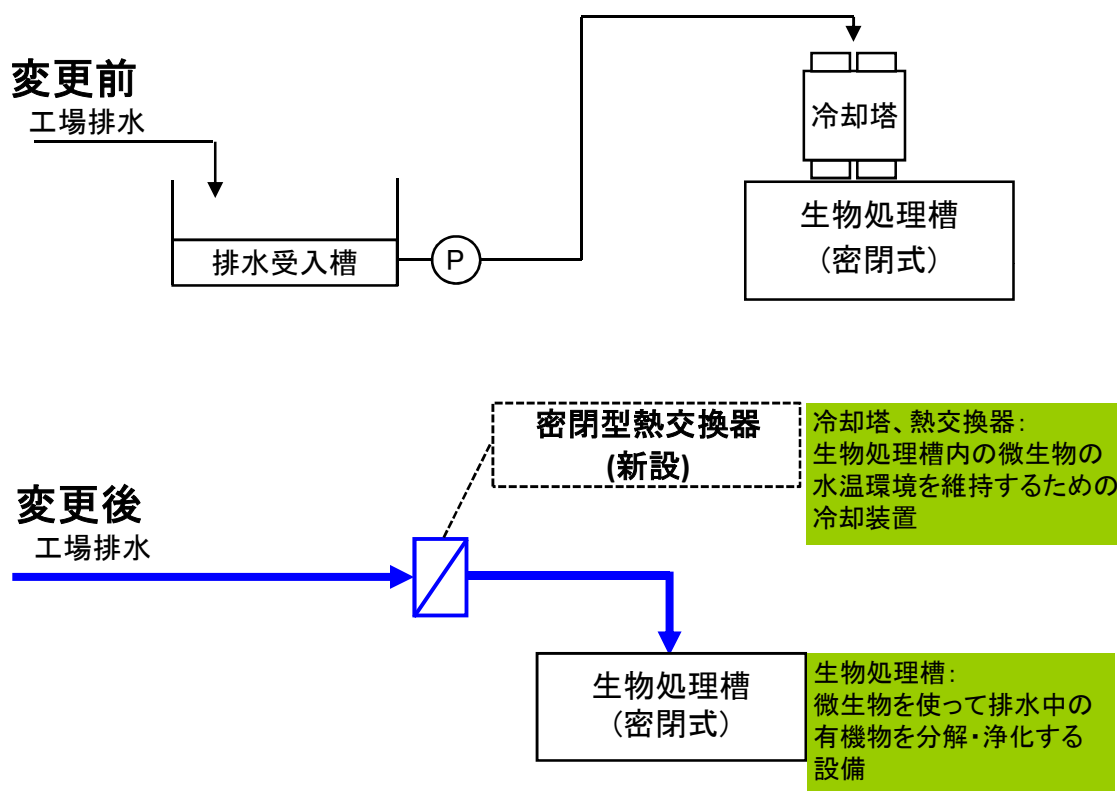 変更前
工場排水
排水受入槽
P
冷却塔
生物処理槽
(密閉式)
密閉型熱交換器
(新設)
冷却塔、熱交換器:
生物処理槽内の微生物の
水温環境を維持するための
冷却装置
変更後
工場排水
生物処理槽
(密閉式)
生物処理槽:
微生物を使って排水中の
有機物を分解・浄化する
設備